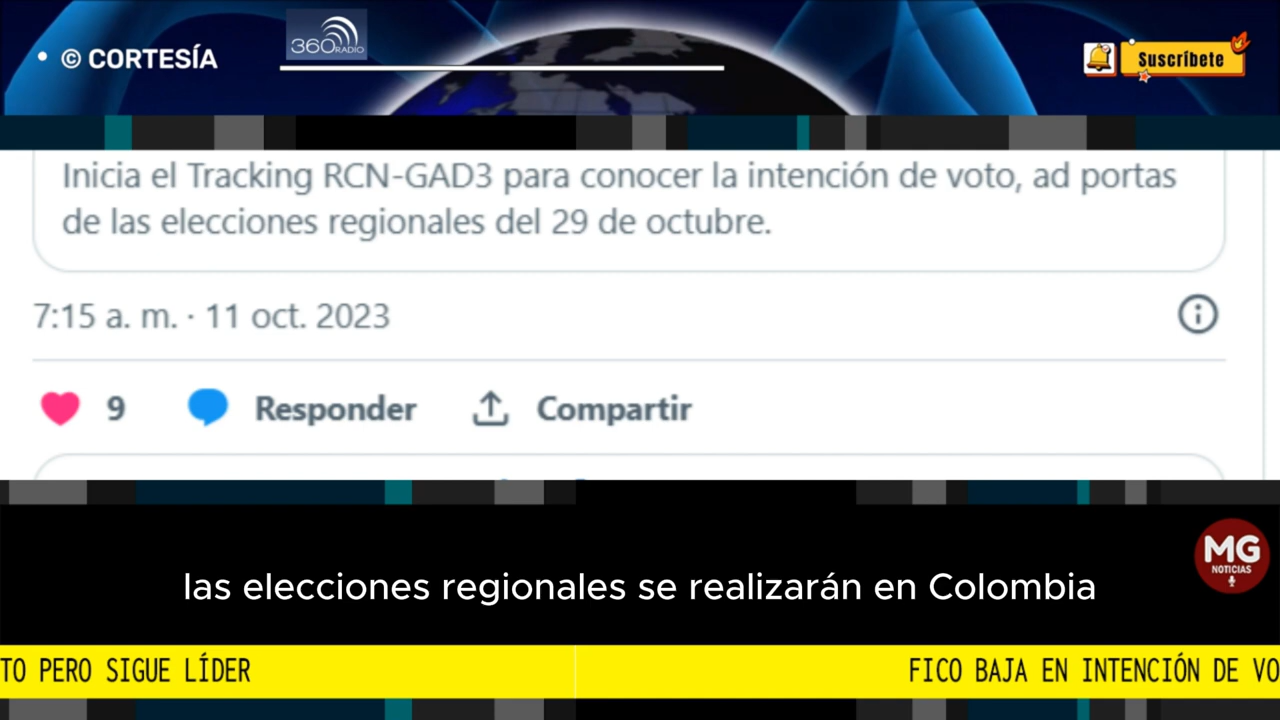 © CORTESÍA
360RADIO
Suscríbete
Inicia el Tracking RCN-GAD3 para conocer la intención de voto, ad portas
de las elecciones regionales del 29 de octubre.
7:15 a. m. · 11 oct. 2023
9 Responder Compartir
MG
NOTICIAS
las elecciones regionales se realizarán en Colombia
TO PERO SIGUE LÍDER
FICO BAJA EN INTENCIÓN DE VO